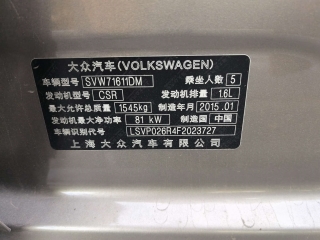 大众汽车(VOLKSWAGEN)
车辆型号 SVW71611DM 乘坐人数 5
发动机型号 CSR 发动机排量 1.6L
最大允许总质量 1545kg 制造年月 2015.01
发动机最大净功率 81 kW 制造国 中国
车辆识别代号 LSVP026R4F2023727
上海大众汽车有限公司